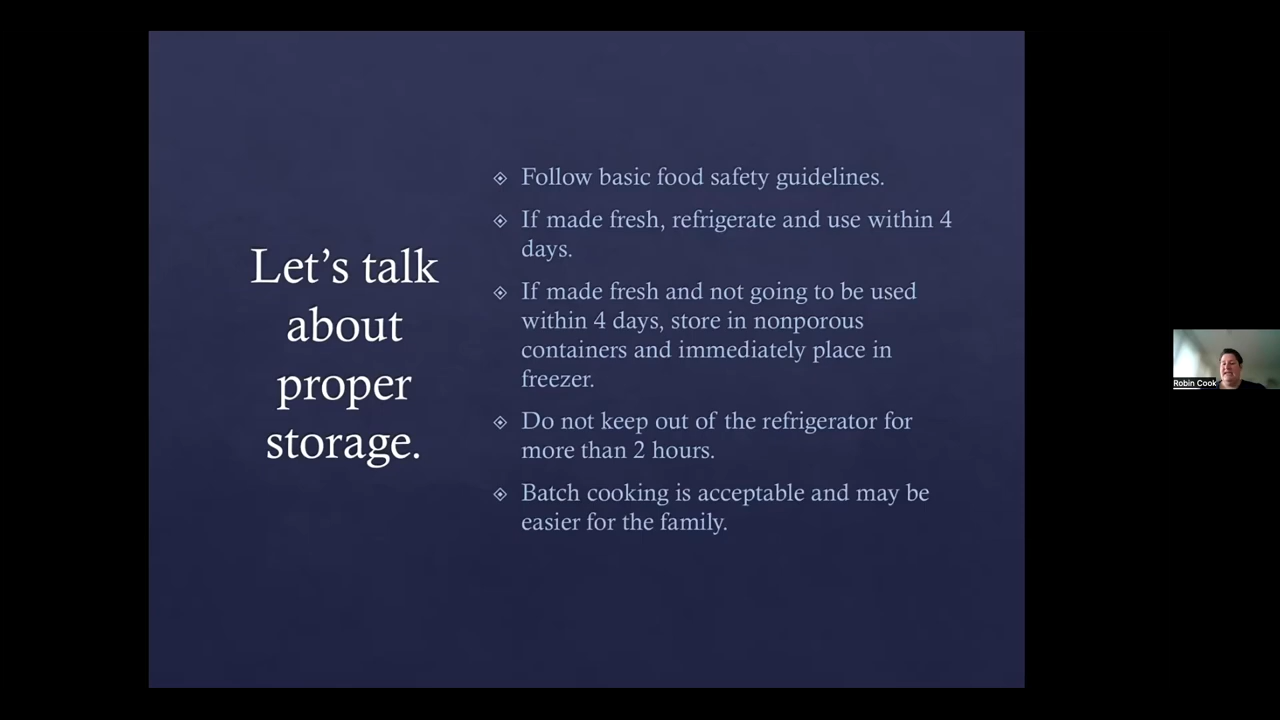 Let’s talk
about
proper
storage.
Follow basic food safety guidelines.
If made fresh, refrigerate and use within 4
days.
If made fresh and not going to be used
within 4 days, store in nonporous
containers and immediately place in
freezer.
Do not keep out of the refrigerator for
more than 2 hours.
Batch cooking is acceptable and may be
easier for the family.
Robin Cook